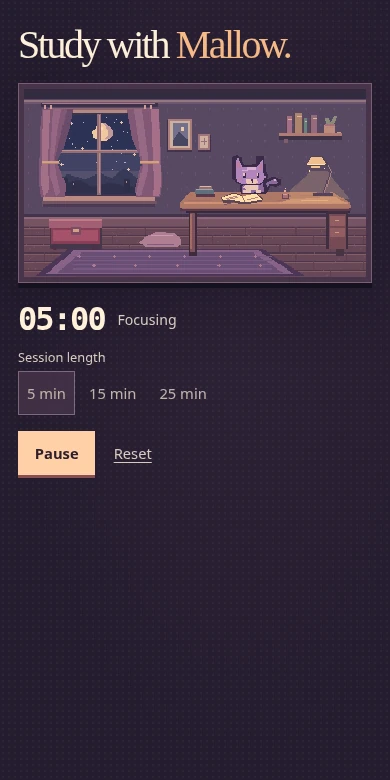 Study with Mallow.
05:00 Focusing
Session length
5 min 15 min 25 min
Pause Reset